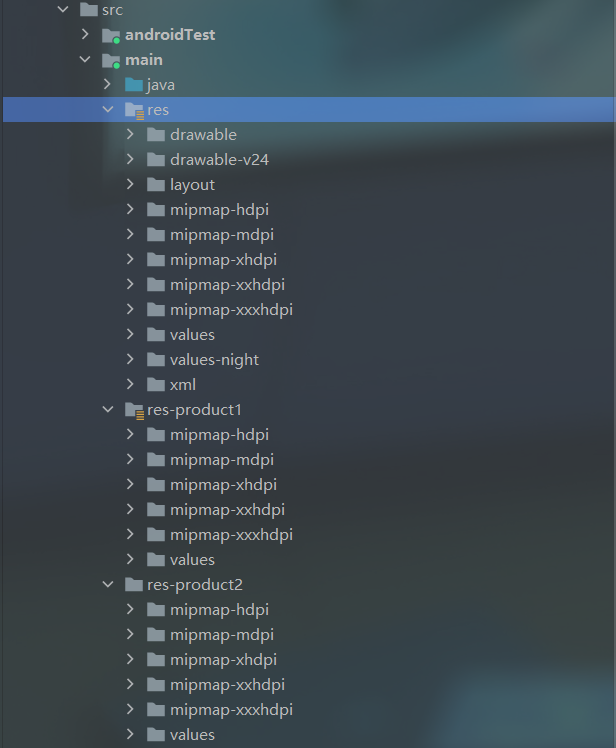 src
androidTest
main
java
res
drawable
drawable-v24
layout
mipmap-hdpi
mipmap-mdpi
mipmap-xhdpi
mipmap-xxhdpi
mipmap-xxxhdpi
values
values-night
xml
res-product1
mipmap-hdpi
mipmap-mdpi
mipmap-xhdpi
mipmap-xxhdpi
mipmap-xxxhdpi
values
res-product2
mipmap-hdpi
mipmap-mdpi
mipmap-xhdpi
mipmap-xxhdpi
mipmap-xxxhdpi
values